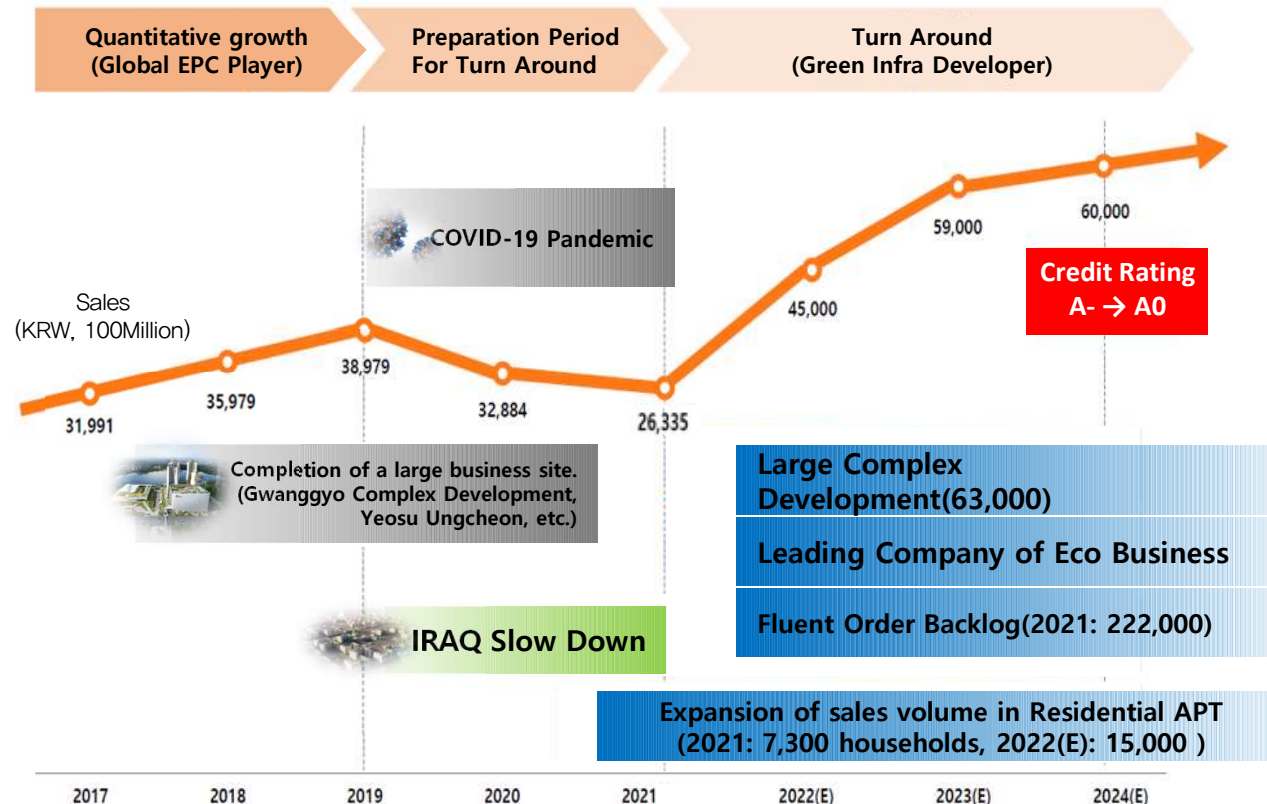 Quantitative growth
(Global EPC Player)
Preparation Period
For Turn Around
Turn Around
(Green Infra Developer)
COVID-19 Pandemic
Sales
(KRW, 100Million)
31,991
35,979
38,979
32,884
26,335
45,000
59,000
60,000
Credit Rating
A- → A0
Completion of a large business site.
(Gwanggyo Complex Development,
Yeosu Ungcheon, etc.)
Large Complex
Development(63,000)
Leading Company of Eco Business
Fluent Order Backlog(2021: 222,000)
IRAQ Slow Down
Expansion of sales volume in Residential APT
(2021: 7,300 households, 2022(E): 15,000 )
2017
2018
2019
2020
2021
2022(E)
2023(E)
2024(E)